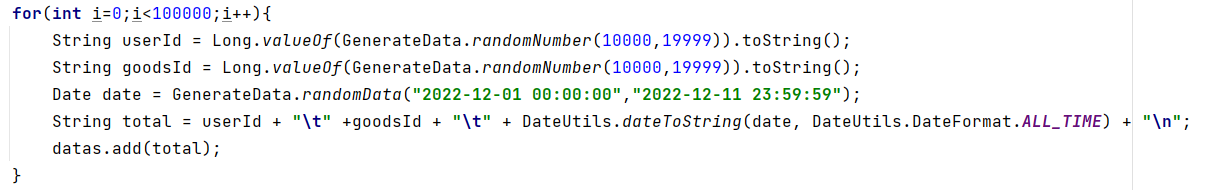 for(int i=0;i<100000;i++){
    String userId = Long.valueOf(GenerateData.randomNumber(10000,19999)).toString();
    String goodsId = Long.valueOf(GenerateData.randomNumber(10000,19999)).toString();
    Date date = GenerateData.randomData("2022-12-01 00:00:00","2022-12-11 23:59:59");
    String total = userId + "\t" +goodsId + "\t" + DateUtils.dateToString(date, DateUtils.DateFormat.ALL_TIME) + "\n";
    datas.add(total);
}